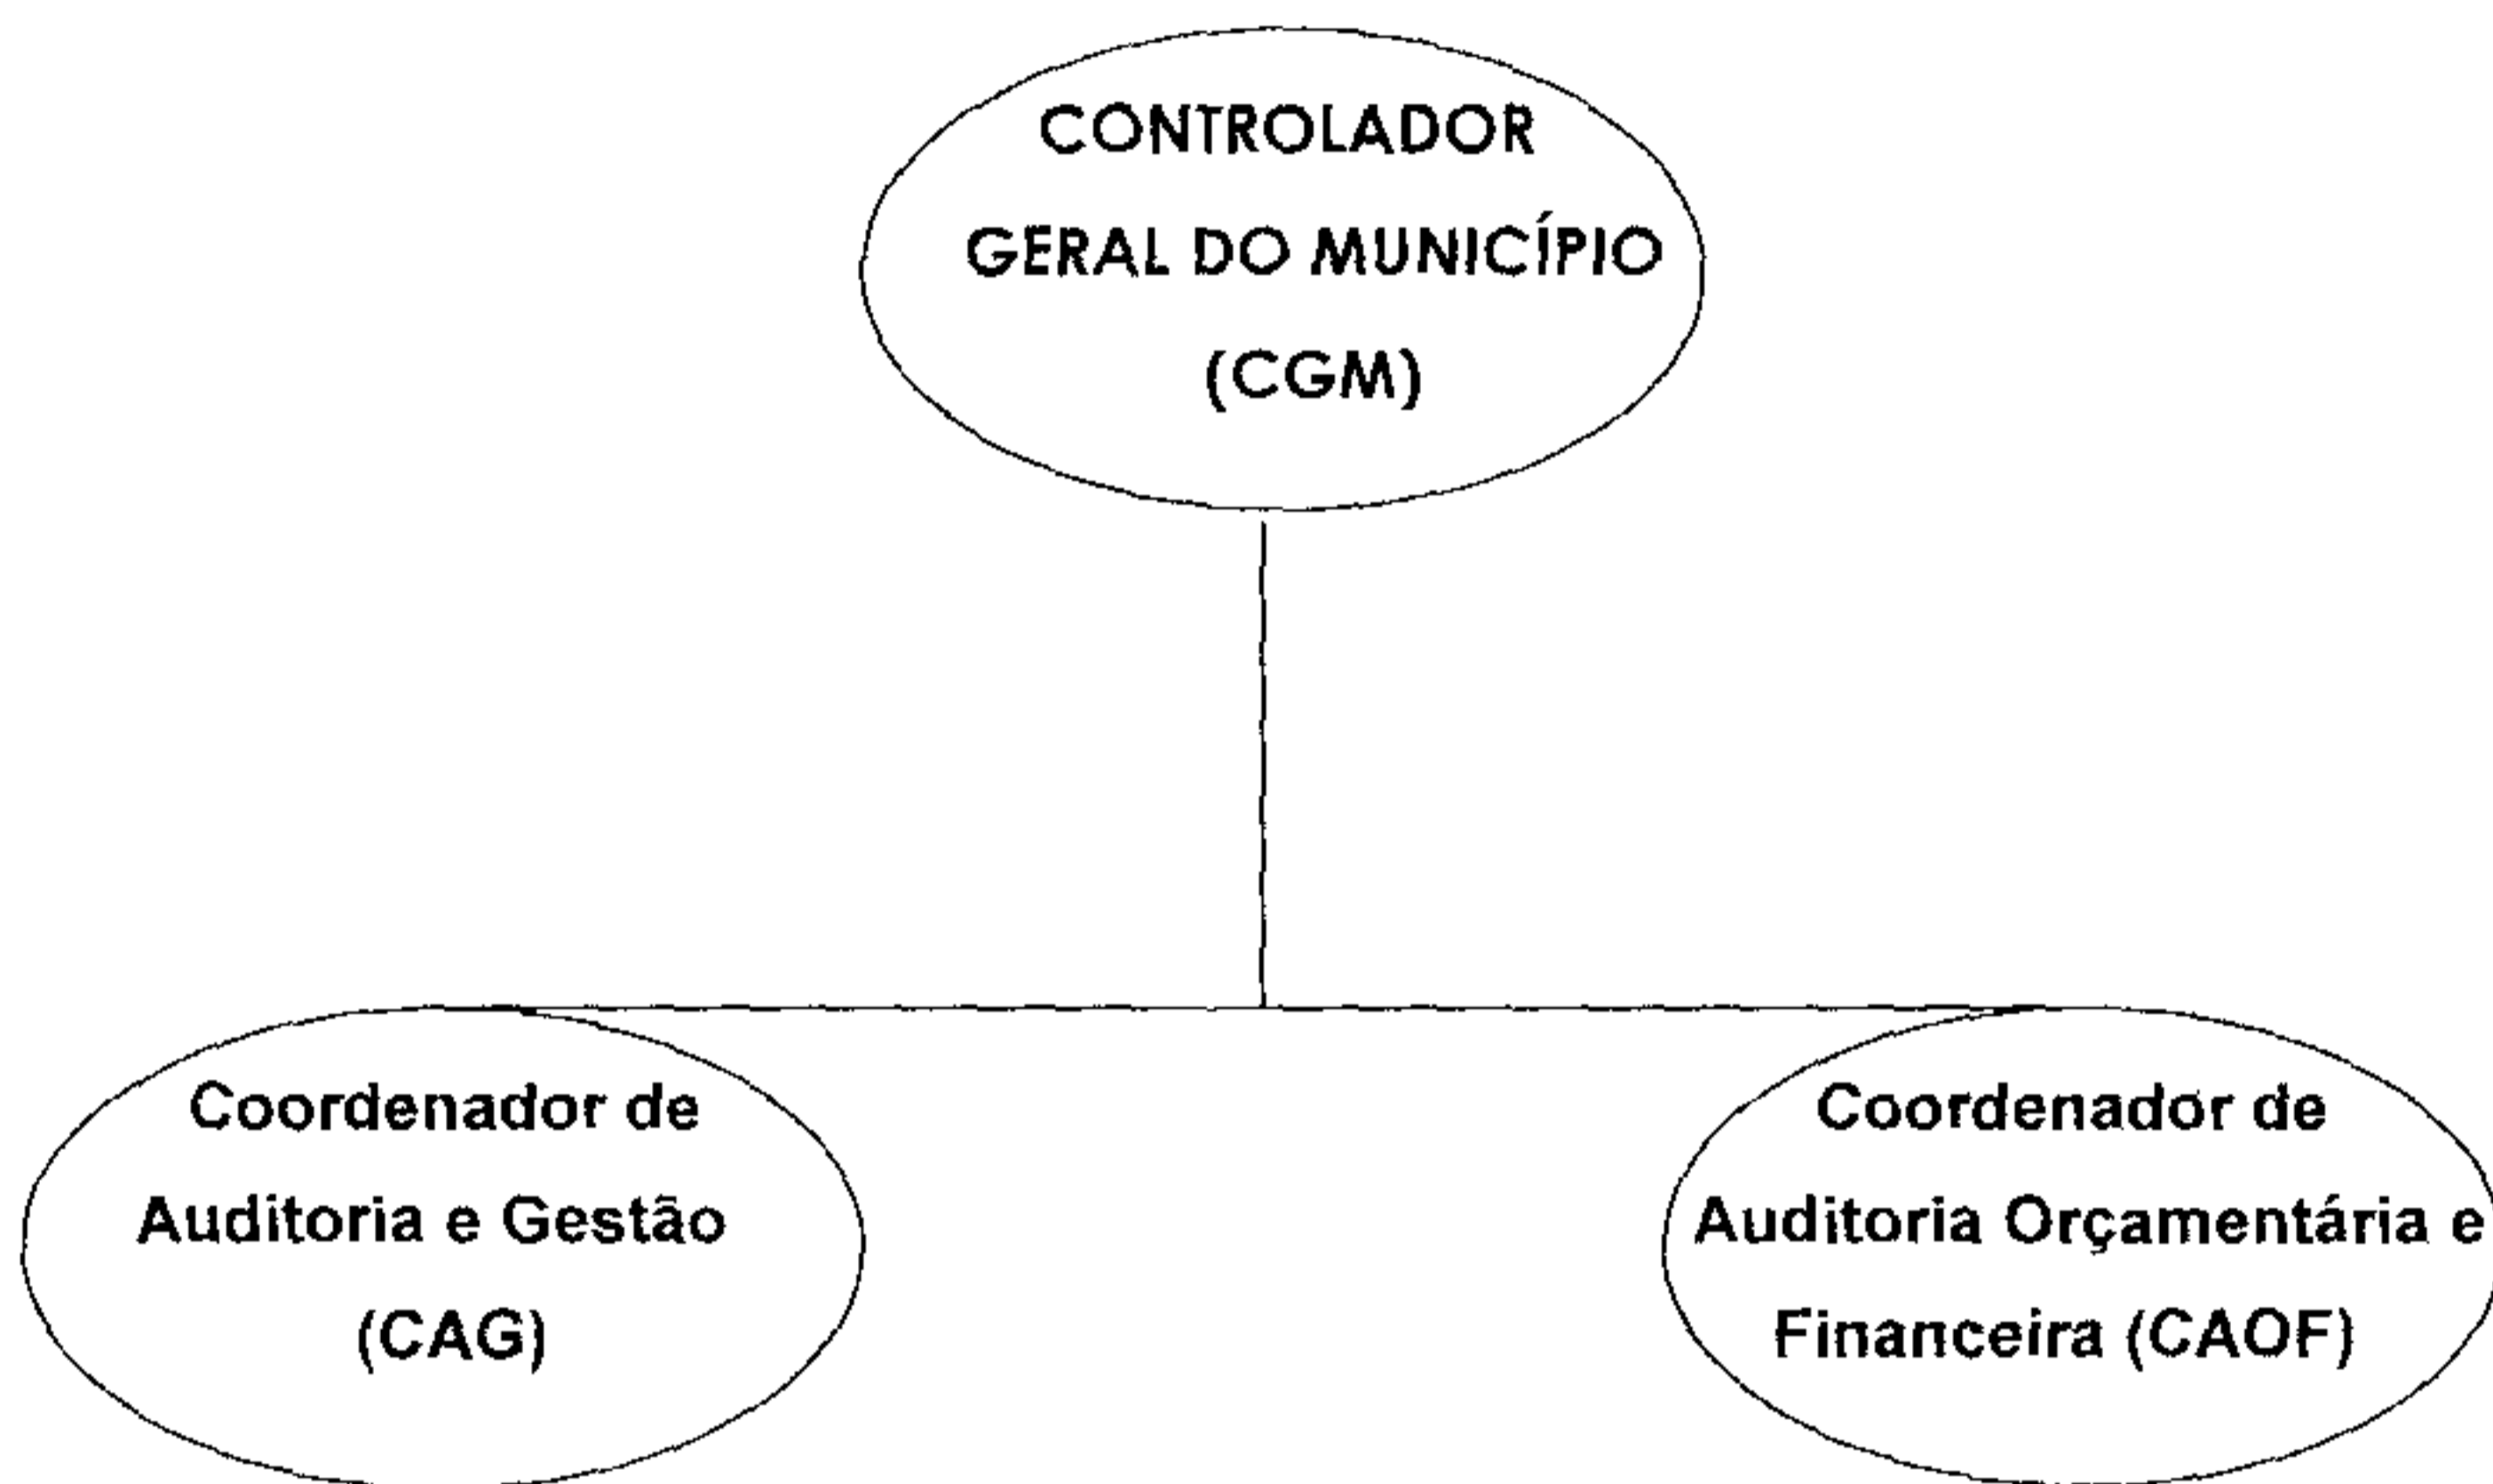 CONTROLADOR
GERAL DO MUNICÍPIO
(CGM)
Coordenador de
Auditoria e Gestão
(CAG)
Coordenador de
Auditoria Orçamentária e
Financeira (CAOF)